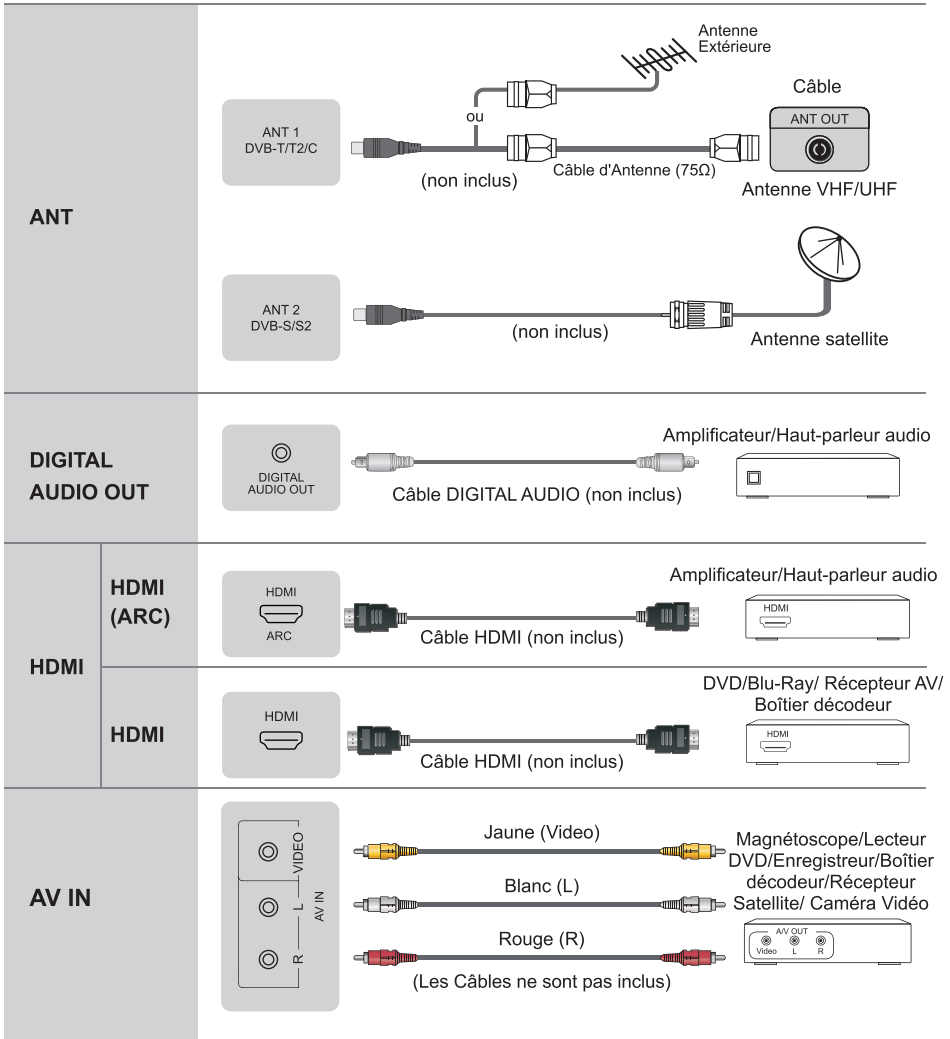 ANT
ANT 1
DVB-T/T2/C
ou
(non inclus)
Antenne
Extérieure
Câble d'Antenne (75Ω)
Câble
ANT OUT
Antenne VHF/UHF
ANT 2
DVB-S/S2
(non inclus)
Antenne satellite
DIGITAL
AUDIO OUT
DIGITAL
AUDIO OUT
Câble DIGITAL AUDIO (non inclus)
Amplificateur/Haut-parleur audio
HDMI
HDMI
(ARC)
HDMI
ARC
Câble HDMI (non inclus)
Amplificateur/Haut-parleur audio
HDMI
HDMI
HDMI
Câble HDMI (non inclus)
DVD/Blu-Ray/ Récepteur AV/
Boîtier décodeur
HDMI
AV IN
VIDEO
L
R
AV IN
Jaune (Video)
Blanc (L)
Rouge (R)
(Les Câbles ne sont pas inclus)
Magnétoscope/Lecteur
DVD/Enregistreur/Boîtier
décodeur/Récepteur
Satellite/ Caméra Vidéo
A/V OUT
Video L R